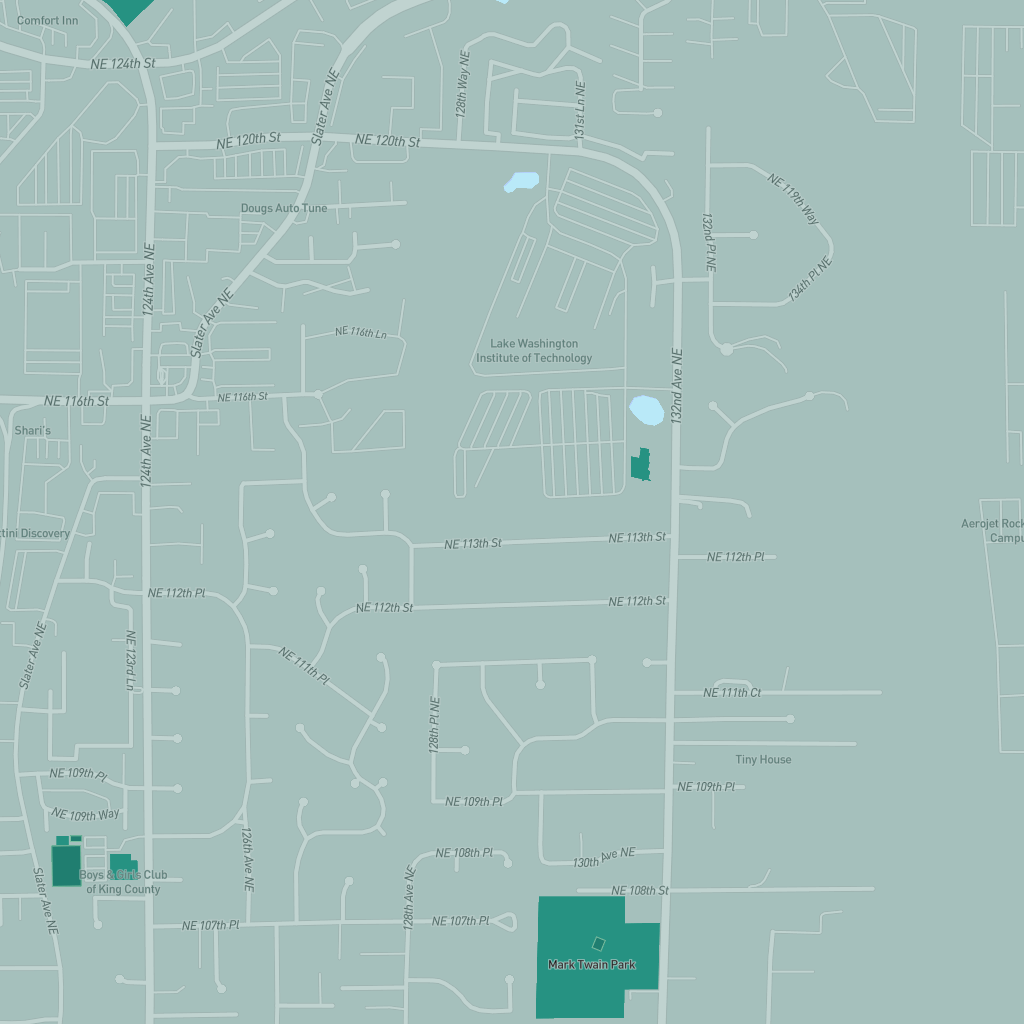 Comfort Inn
NE 124th St
Slater Ave NE
128th Way NE
131st Ln NE
NE 120th St
NE 120th St
NE 119th Way
Dougs Auto Tune
132nd Pl NE
134th Pl NE
124th Ave NE
Slater Ave NE
NE 116th Ln
Lake Washington
Institute of Technology
132nd Ave NE
NE 116th St
NE 116th St
Shari's
124th Ave NE
ttini Discovery
Aerojet Rock
Campu
NE 113th St
NE 113th St
NE 112th Pl
NE 112th Pl
NE 112th St
NE 112th St
Slater Ave NE
NE 123rd Ln
NE 111th Pl
NE 111th Ct
128th Pl NE
Tiny House
NE 109th Pl
NE 109th Pl
NE 109th Pl
NE 109th Way
126th Ave NE
NE 108th Pl
130th Ave NE
Boys & Girls Club
of King County
Slater Ave NE
128th Ave NE
NE 108th St
NE 107th Pl
NE 107th Pl
Mark Twain Park